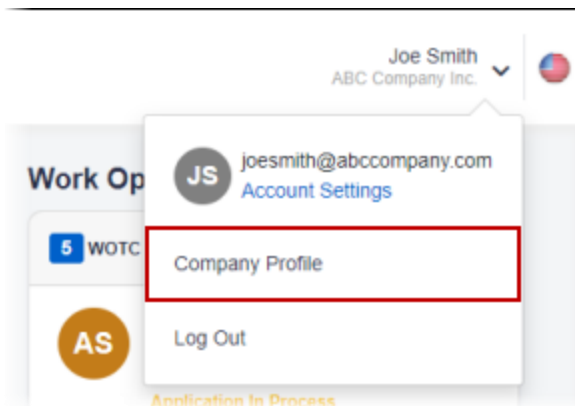 Joe Smith
ABC Company Inc.
JS
joesmith@abccompany.com
Account Settings
Work Op
5 WOTC
Company Profile
AS
Log Out
Application In Process